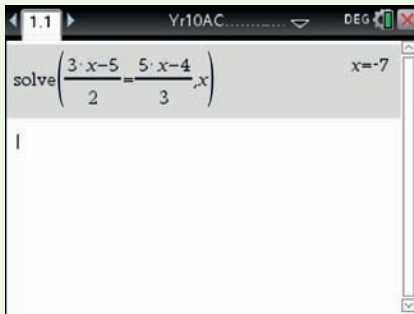 1.1 Yr10AC............ DEG
solve(3·x−5/2=5·x−4/3,x) x=-7